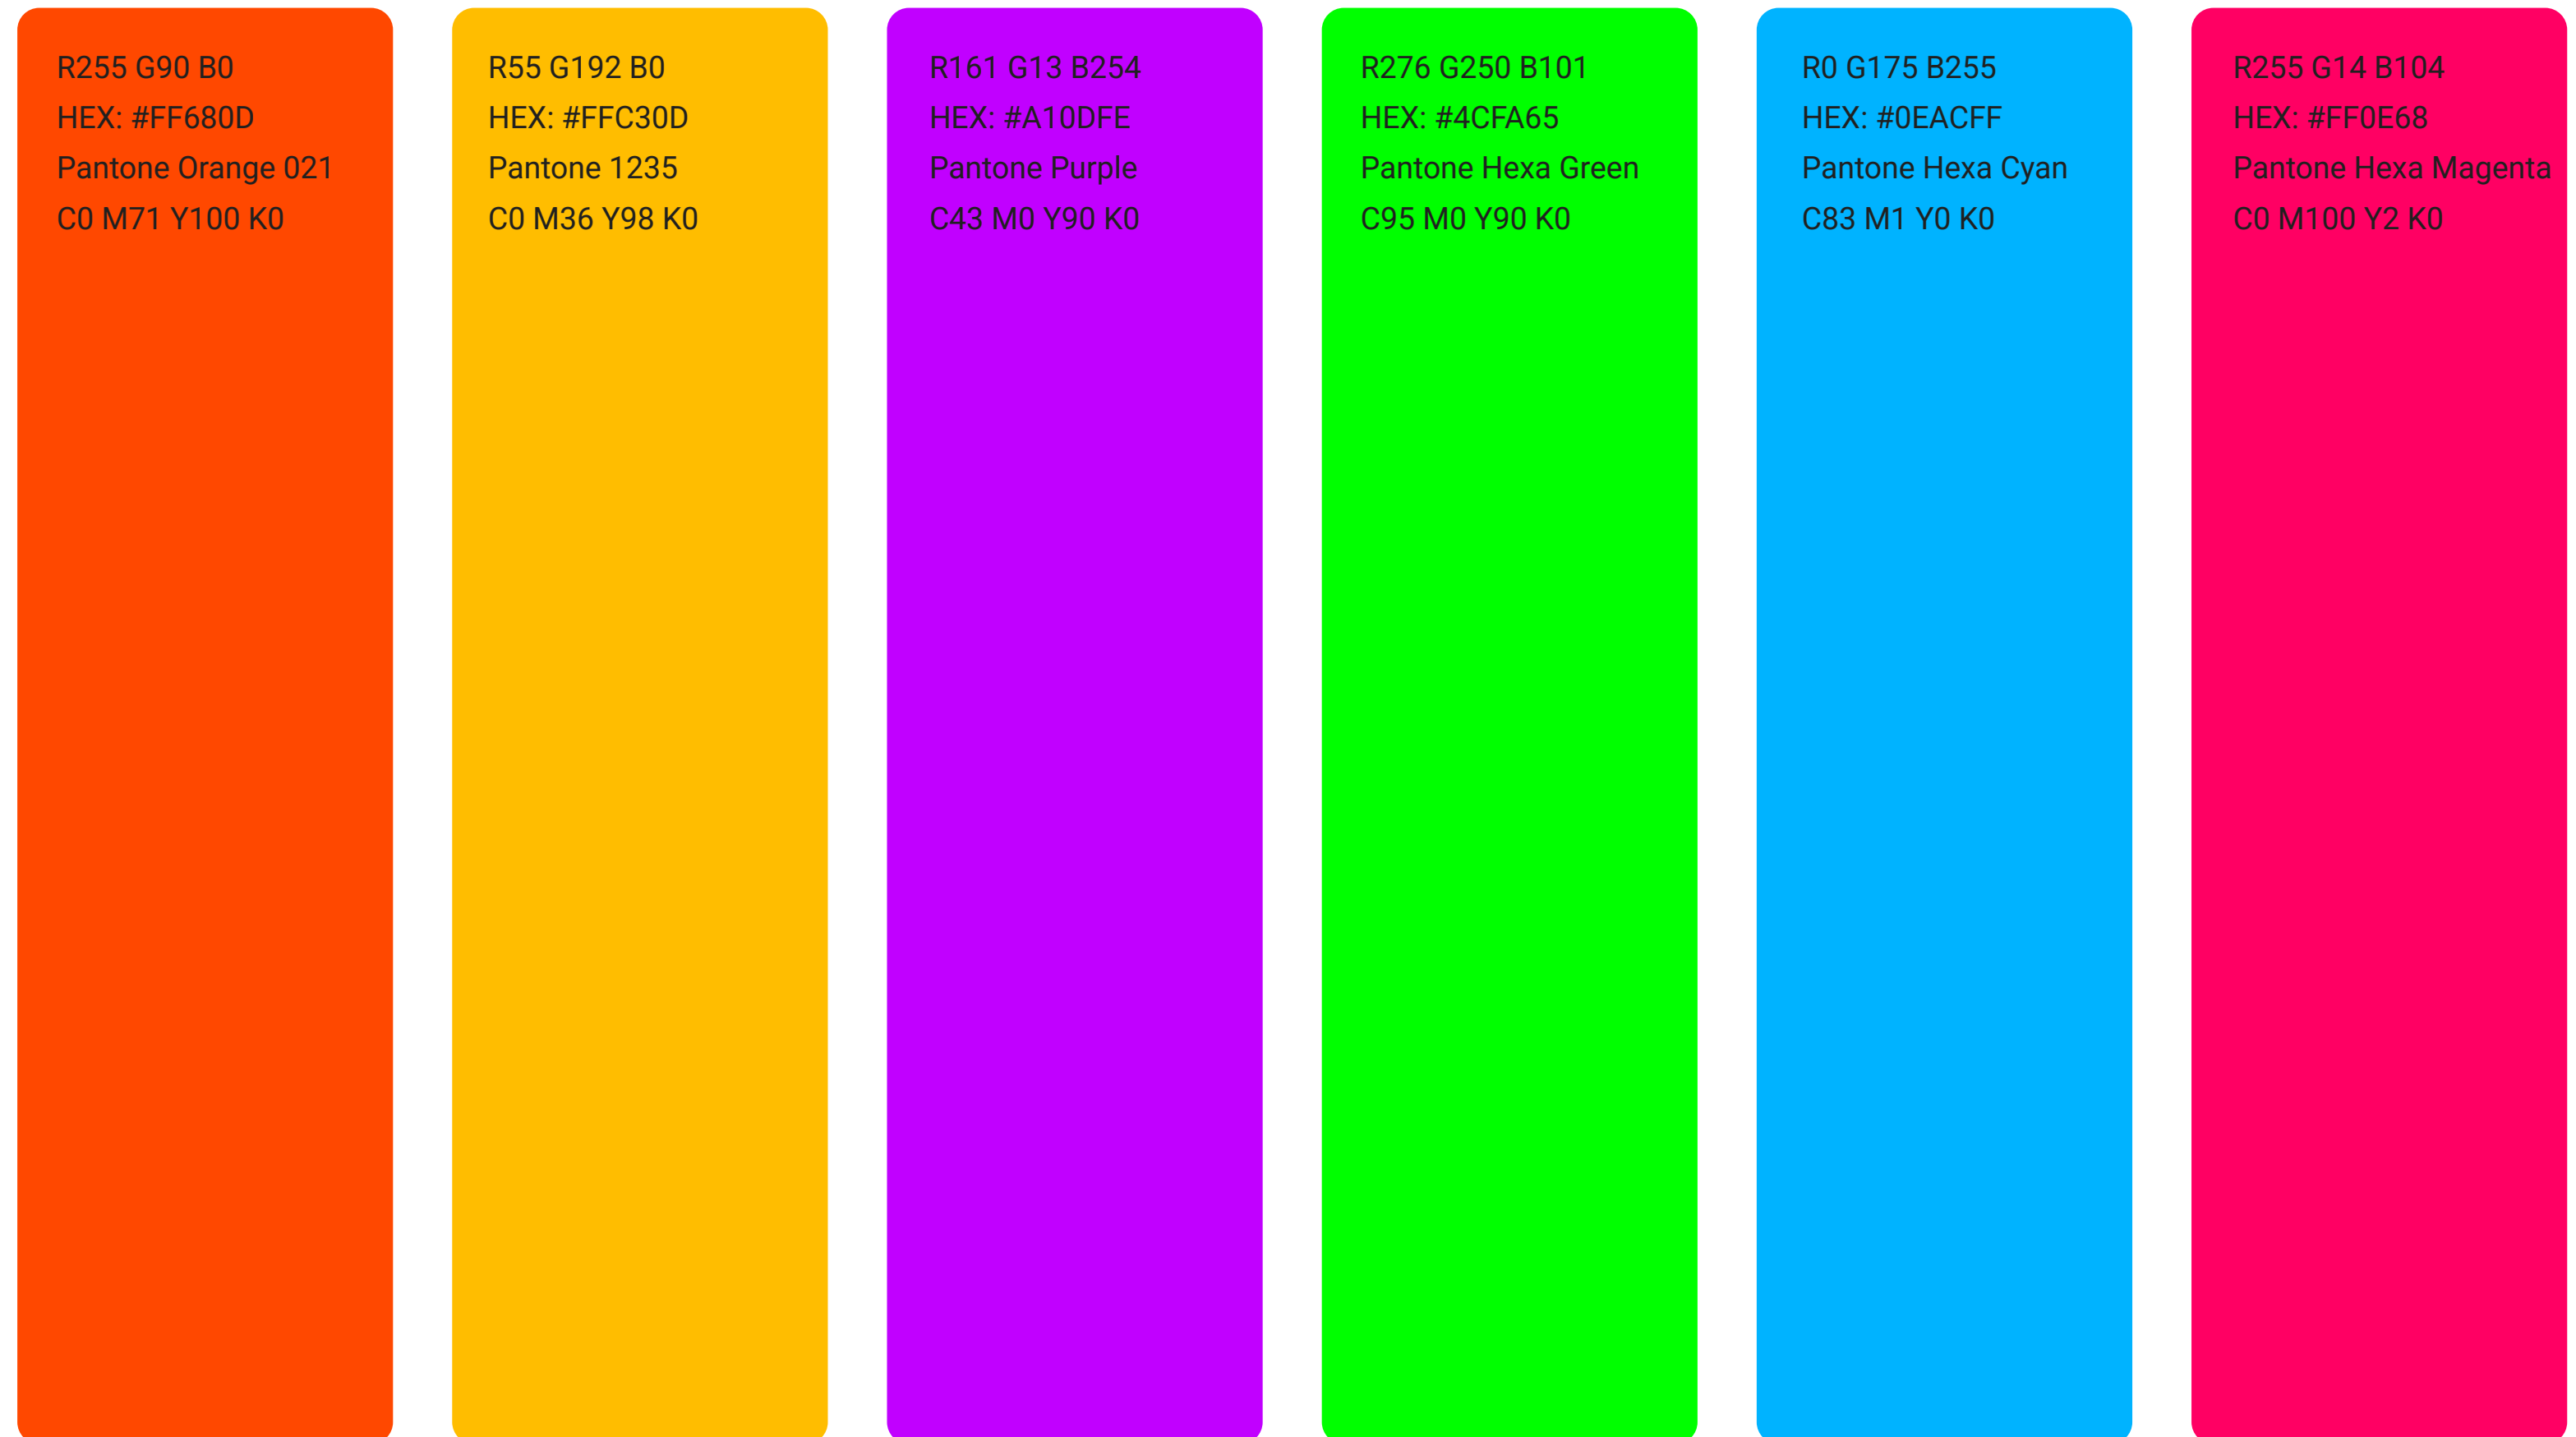 R255 G90 B0
HEX: #FF680D
Pantone Orange 021
C0 M71 Y100 K0
R55 G192 B0
HEX: #FFC30D
Pantone 1235
C0 M36 Y98 K0
R161 G13 B254
HEX: #A10DFE
Pantone Purple
C43 M0 Y90 K0
R276 G250 B101
HEX: #4CFA65
Pantone Hexa Green
C95 M0 Y90 K0
R0 G175 B255
HEX: #0EACFF
Pantone Hexa Cyan
C83 M1 Y0 K0
R255 G14 B104
HEX: #FF0E68
Pantone Hexa Magenta
C0 M100 Y2 K0